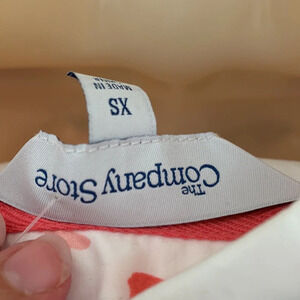 The
Company Store
XS
MADE IN